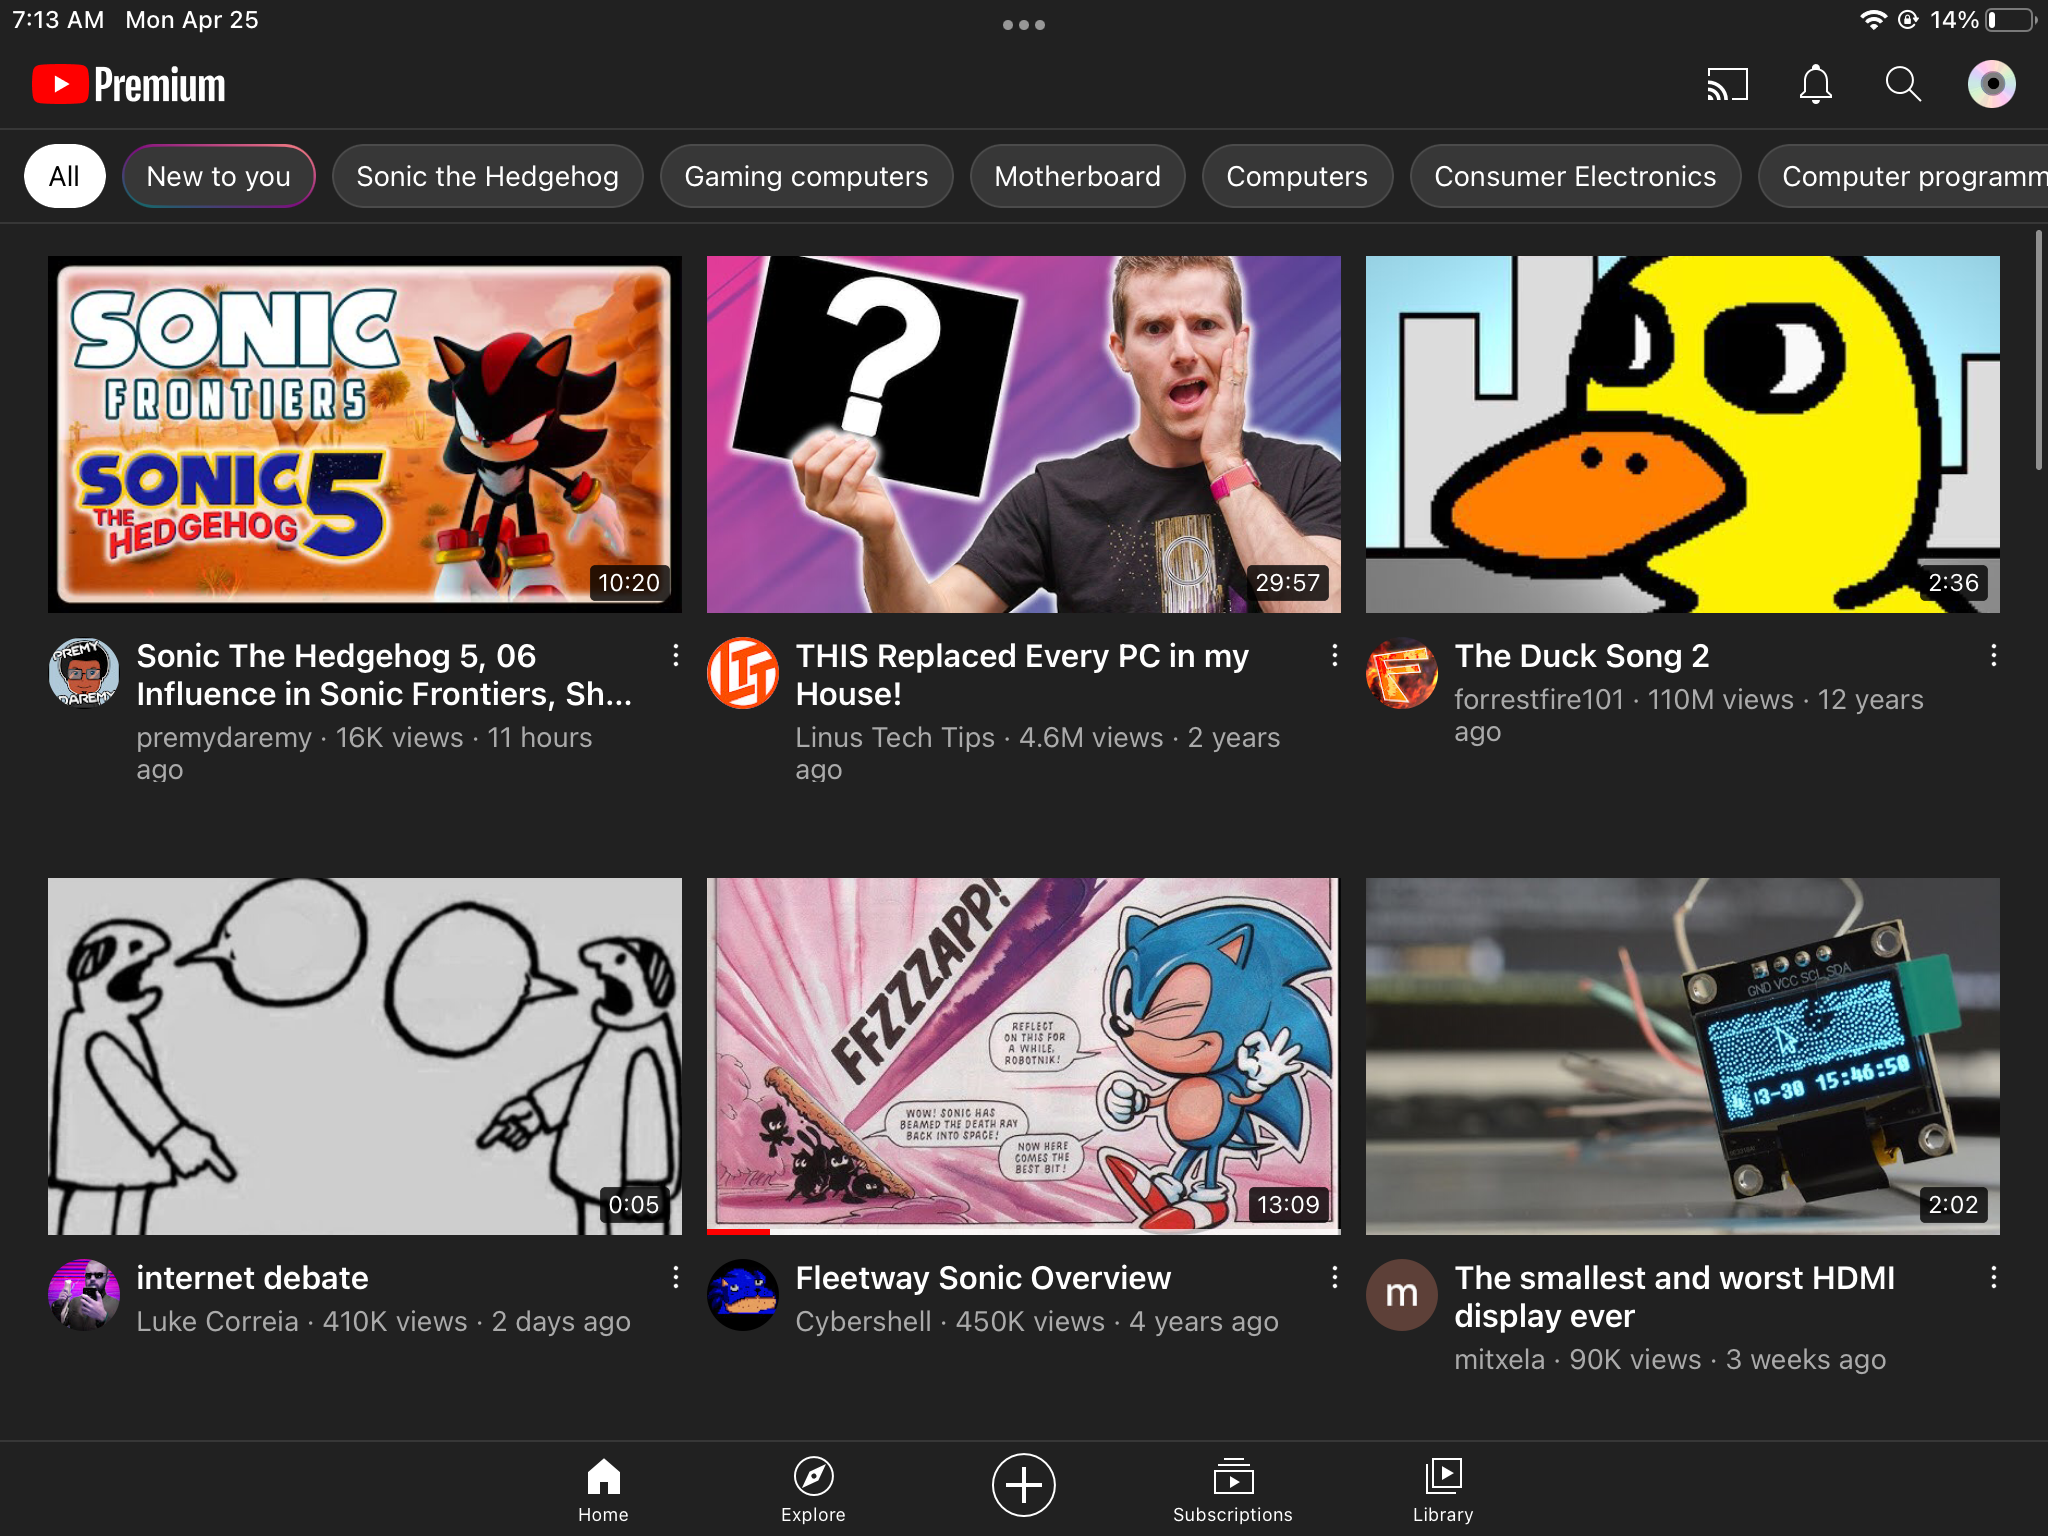 7:13 AM Mon Apr 25
14%
Premium
All
New to you
Sonic the Hedgehog
Gaming computers
Motherboard
Computers
Consumer Electronics
Computer programm
SONIC
FRONTIERS
SONIC 5
THE
HEDGEHOG
10:20
?
29:57
2:36
PREMY
DAREMY
Sonic The Hedgehog 5, 06
Influence in Sonic Frontiers, Sh...
premydaremy · 16K views · 11 hours
ago
LTT
THIS Replaced Every PC in my
House!
Linus Tech Tips · 4.6M views · 2 years
ago
F
The Duck Song 2
forrestfire101 · 110M views · 12 years
ago
0:05
FFZZZAPP!
REFLECT
ON THIS FOR
A WHILE,
ROBOTNIK!
WOW! SONIC HAS
BEAMED THE DEATH RAY
BACK INTO SPACE!
NOW HERE
COMES THE
BEST BIT!
13:09
GND VCC SCL SDA
3-30 15:46:50
2:02
internet debate
Luke Correia · 410K views · 2 days ago
Fleetway Sonic Overview
Cybershell · 450K views · 4 years ago
m
The smallest and worst HDMI
display ever
mitxela · 90K views · 3 weeks ago
Home
Explore
Subscriptions
Library